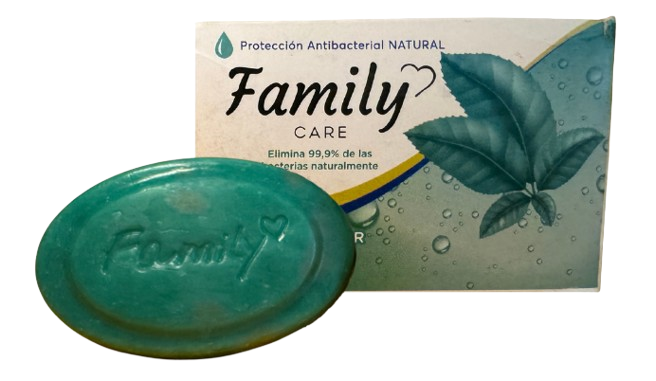 Protección Antibacterial NATURAL
Family
CARE
Elimina 99,9% de las
naturalmente
Family